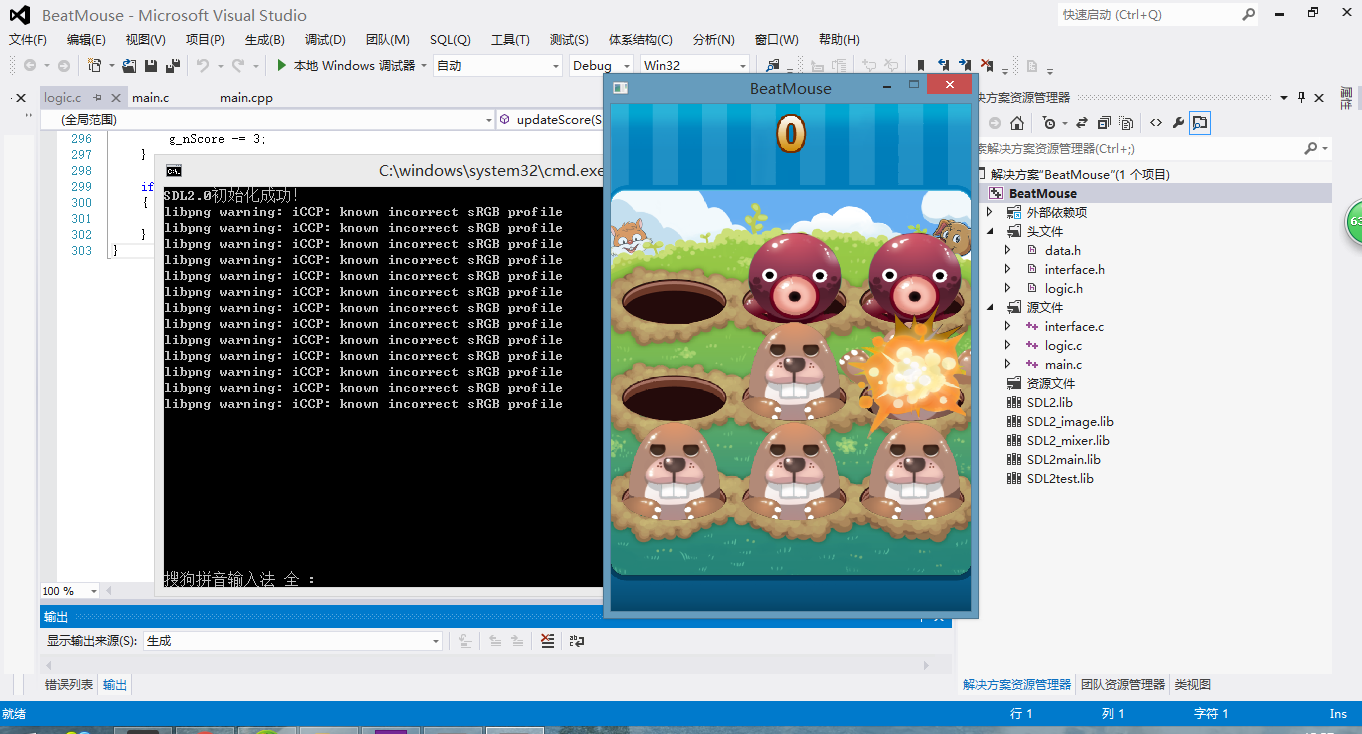 BeatMouse - Microsoft Visual Studio
快速启动 (Ctrl+Q)
文件(F) 编辑(E) 视图(V) 项目(P) 生成(B) 调试(D) 团队(M) SQL(Q) 工具(T) 测试(S) 体系结构(C) 分析(N) 窗口(W) 帮助(H)
本地 Windows 调试器 自动 Debug Win32
logic.c main.c main.cpp
(全局范围) updateScore(S
296 g_nScore -= 3;
297 }
298
299 if
300 {
301
302 }
303 }
C:\windows\system32\cmd.exe
SDL2.0初始化成功!
libpng warning: iCCP: known incorrect sRGB profile
libpng warning: iCCP: known incorrect sRGB profile
libpng warning: iCCP: known incorrect sRGB profile
libpng warning: iCCP: known incorrect sRGB profile
libpng warning: iCCP: known incorrect sRGB profile
libpng warning: iCCP: known incorrect sRGB profile
libpng warning: iCCP: known incorrect sRGB profile
libpng warning: iCCP: known incorrect sRGB profile
libpng warning: iCCP: known incorrect sRGB profile
libpng warning: iCCP: known incorrect sRGB profile
libpng warning: iCCP: known incorrect sRGB profile
libpng warning: iCCP: known incorrect sRGB profile
libpng warning: iCCP: known incorrect sRGB profile
搜狗拼音输入法 全 :
BeatMouse
0
决方案资源管理器
索解决方案资源管理器(Ctrl+;)
解决方案"BeatMouse"(1 个项目)
BeatMouse
外部依赖项
头文件
data.h
interface.h
logic.h
源文件
interface.c
logic.c
main.c
资源文件
SDL2.lib
SDL2_image.lib
SDL2_mixer.lib
SDL2main.lib
SDL2test.lib
63
100 %
输出
显示输出来源(S): 生成
错误列表 输出
解决方案资源管理器 团队资源管理器 类视图
就绪 行 1 列 1 字符 1 Ins